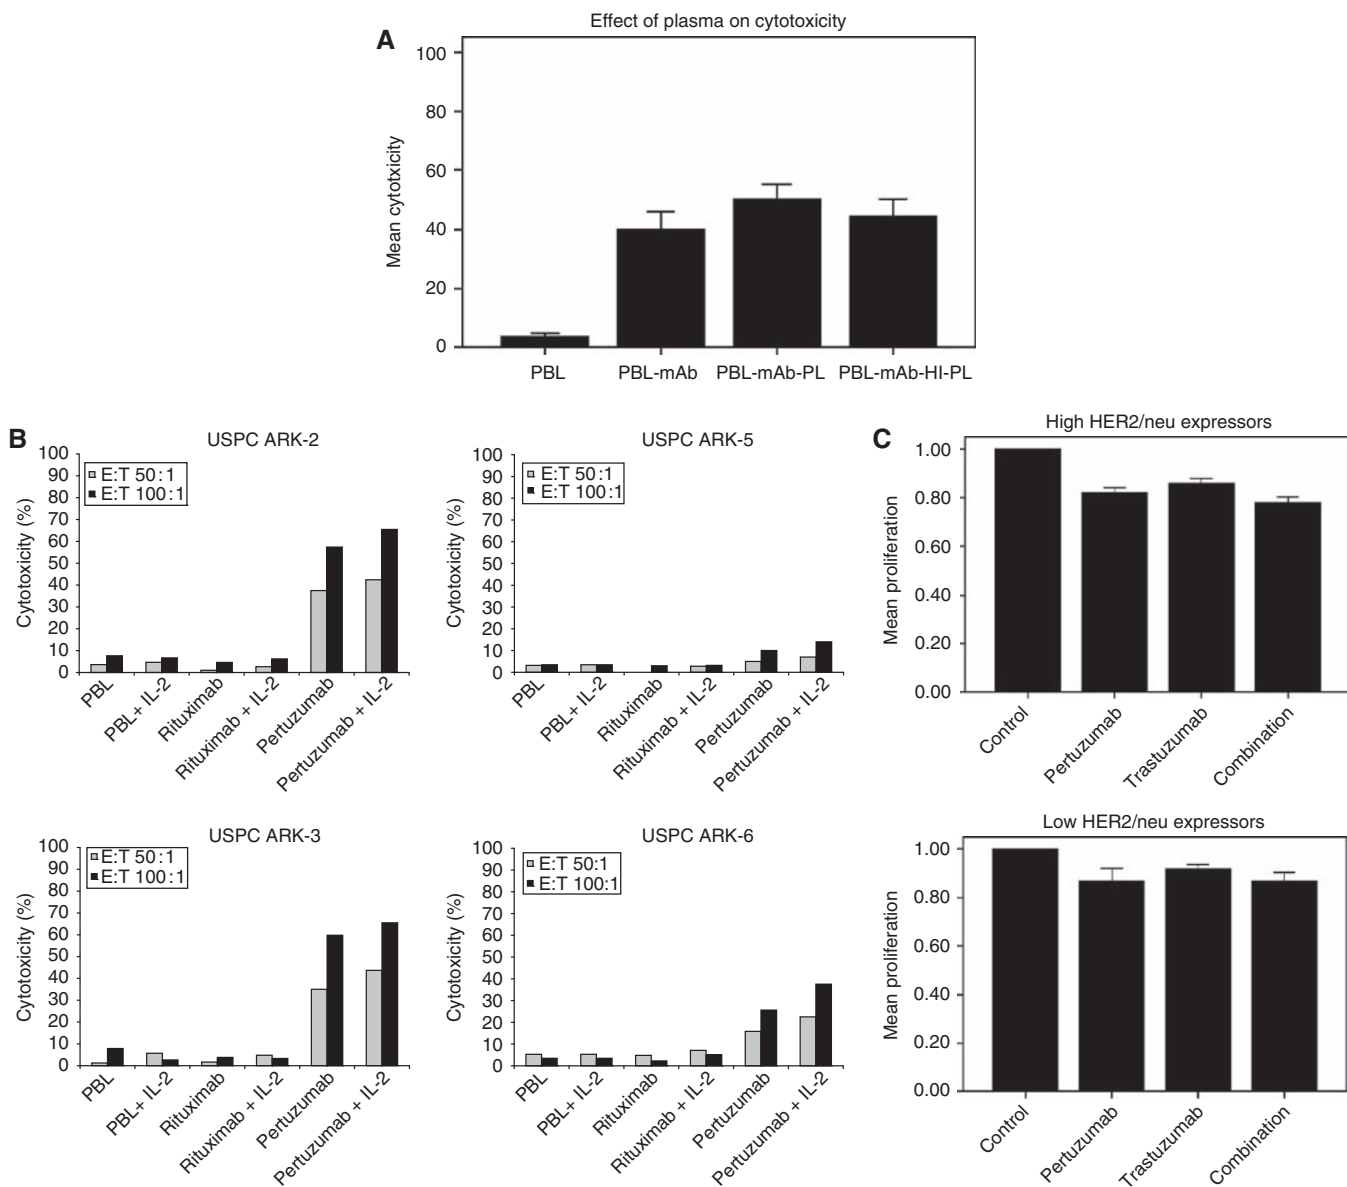 Effect of plasma on cytotoxicity
A
Mean cytotxicity
100
80
60
40
20
0
PBL
PBL-mAb
PBL-mAb-PL
PBL-mAb-HI-PL
B
USPC ARK-2
Cytotoxicity (%)
100
90
80
70
60
50
40
30
20
10
0
E:T 50:1
E:T 100:1
PBL
PBL+ IL-2
Rituximab
Rituximab + IL-2
Pertuzumab
Pertuzumab + IL-2
USPC ARK-5
Cytotoxicity (%)
100
90
80
70
60
50
40
30
20
10
0
E:T 50:1
E:T 100:1
PBL
PBL+ IL-2
Rituximab
Rituximab + IL-2
Pertuzumab
Pertuzumab + IL-2
USPC ARK-3
Cytotoxicity (%)
100
90
80
70
60
50
40
30
20
10
0
E:T 50:1
E:T 100:1
PBL
PBL+ IL-2
Rituximab
Rituximab + IL-2
Pertuzumab
Pertuzumab + IL-2
USPC ARK-6
Cytotoxicity (%)
100
90
80
70
60
50
40
30
20
10
0
E:T 50:1
E:T 100:1
PBL
PBL+ IL-2
Rituximab
Rituximab + IL-2
Pertuzumab
Pertuzumab + IL-2
C
High HER2/neu expressors
Mean proliferation
1.00
0.80
0.60
0.40
0.20
0.00
Control
Pertuzumab
Trastuzumab
Combination
Low HER2/neu expressors
Mean proliferation
1.00
0.80
0.60
0.40
0.20
0.00
Control
Pertuzumab
Trastuzumab
Combination